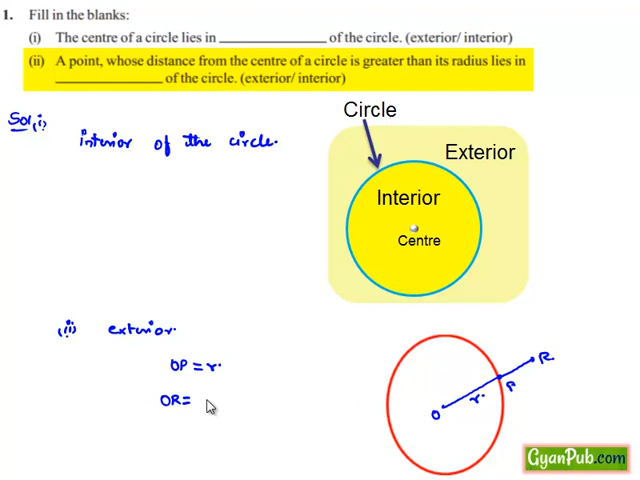 1. Fill in the blanks:
(i) The centre of a circle lies in ____________ of the circle. (exterior/ interior)
(ii) A point, whose distance from the centre of a circle is greater than its radius lies in
____________ of the circle. (exterior/ interior)
Sol, (i)
interior of the circle.
Circle
Exterior
Interior
Centre
(ii) exterior.
OP = r.
OR =
R
P
r.
O
GyanPub.com